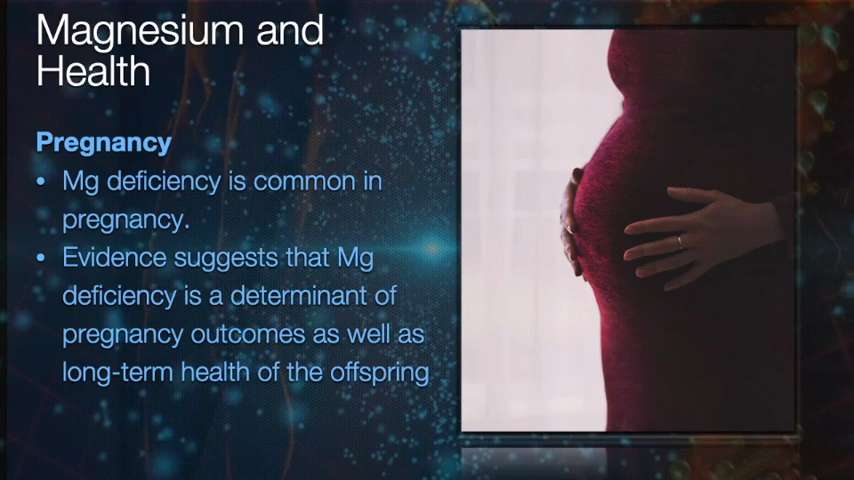 Magnesium and
Health
Pregnancy
• Mg deficiency is common in
pregnancy.
• Evidence suggests that Mg
deficiency is a determinant of
pregnancy outcomes as well as
long-term health of the offspring